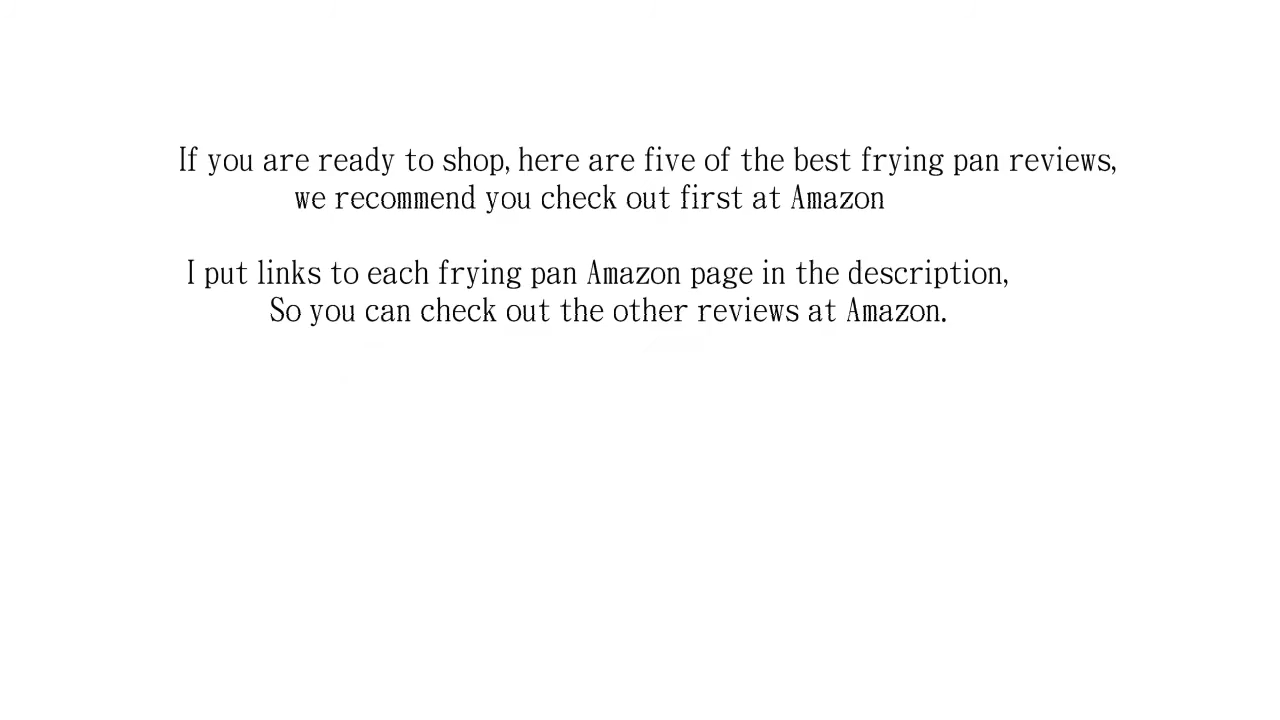 If you are ready to shop, here are five of the best frying pan reviews,
we recommend you check out first at Amazon
I put links to each frying pan Amazon page in the description,
So you can check out the other reviews at Amazon.